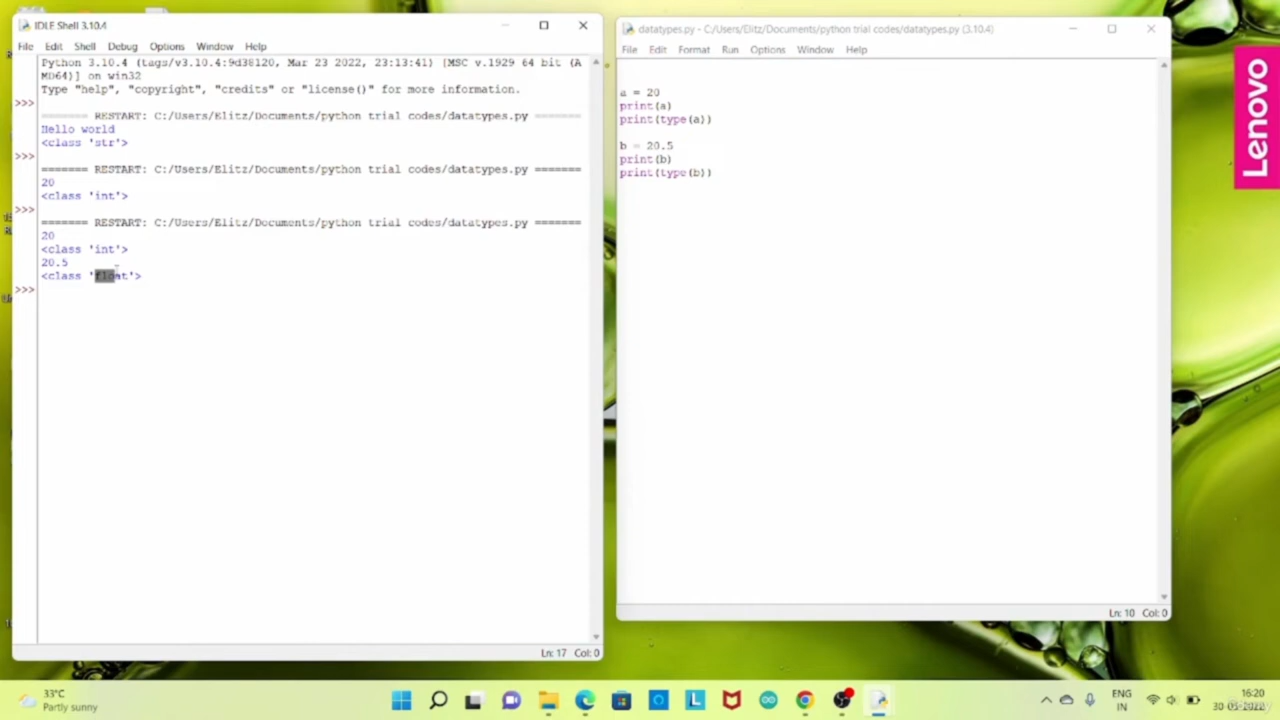 IDLE Shell 3.10.4
File Edit Shell Debug Options Window Help
Python 3.10.4 (tags/v3.10.4:9d38120, Mar 23 2022, 23:13:41) [MSC v.1929 64 bit (A
MD64)] on win32
Type "help", "copyright", "credits" or "license()" for more information.
>>>
======= RESTART: C:/Users/Elitz/Documents/python trial codes/datatypes.py =======
Hello world
<class 'str'>
>>>
======= RESTART: C:/Users/Elitz/Documents/python trial codes/datatypes.py =======
20
<class 'int'>
>>>
======= RESTART: C:/Users/Elitz/Documents/python trial codes/datatypes.py =======
20
<class 'int'>
20.5
<class 'float'>
>>>
Ln: 17 Col: 0
datatypes.py - C:/Users/Elitz/Documents/python trial codes/datatypes.py (3.10.4)
File Edit Format Run Options Window Help
a = 20
print(a)
print(type(a))
b = 20.5
print(b)
print(type(b))
Ln: 10 Col: 0
Lenovo
33°C
Partly sunny
ENG
IN
16:20
30-05-2022